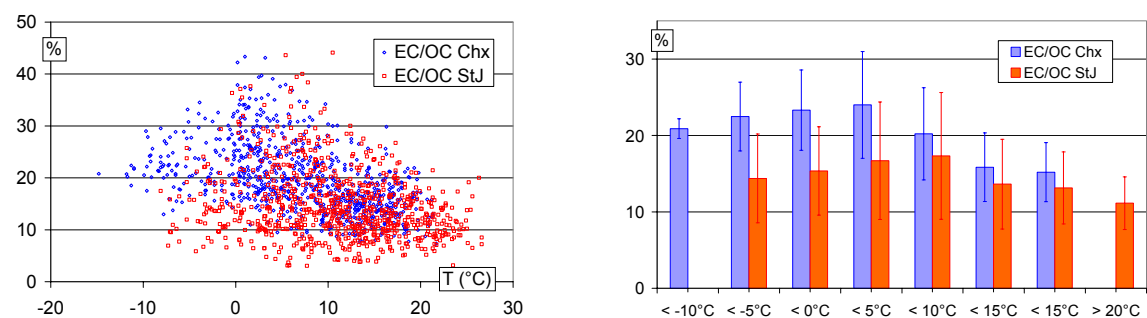 50
%
EC/OC Chx
EC/OC StJ
40
30
20
10
0
T (°C)
-20 -10 0 10 20 30
%
EC/OC Chx
EC/OC StJ
30
20
10
0
< -10°C < -5°C < 0°C < 5°C < 10°C < 15°C < 15°C > 20°C